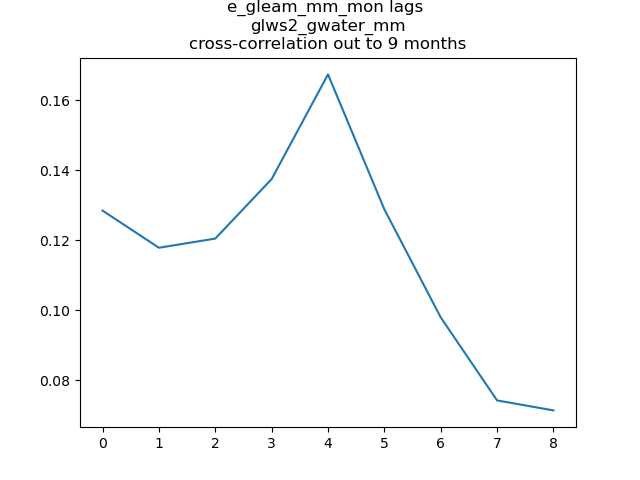 e_gleam_mm_mon lags
glws2_gwater_mm
cross-correlation out to 9 months
0.16
0.14
0.12
0.10
0.08
0 1 2 3 4 5 6 7 8